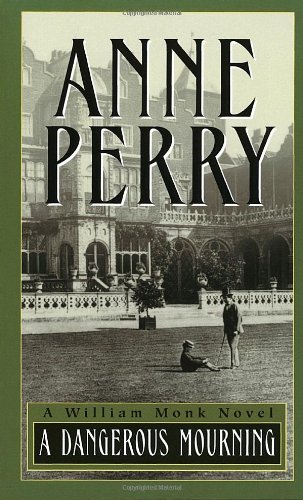 ANNE
PERRY
A William Monk Novel
A DANGEROUS MOURNING